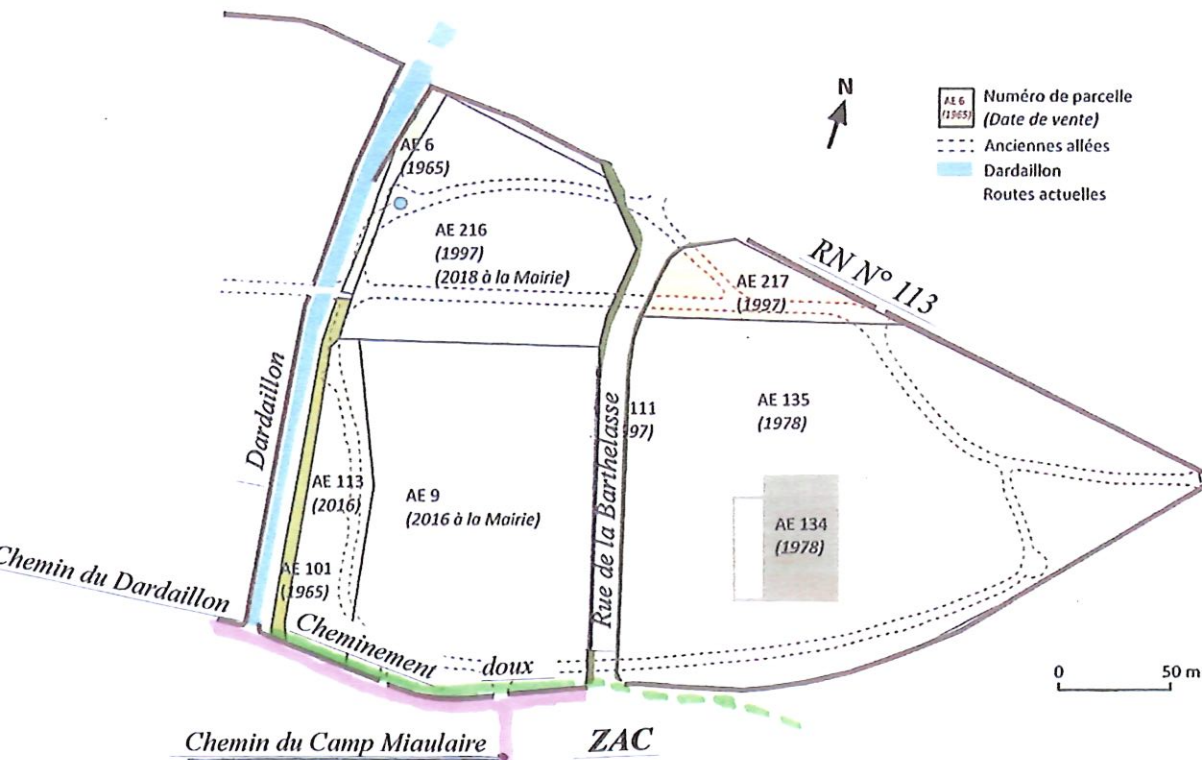 N
AE 6
(1965)
Numéro de parcelle
(Date de vente)
Anciennes allées
Dardaillon
Routes actuelles
AE 6
(1965)
AE 216
(1997)
(2018 à la Mairie)
AE 217
(1997)
RN N° 113
Dardaillon
111
97)
AE 135
(1978)
AE 113
(2016)
AE 9
(2016 à la Mairie)
Rue de la Barthelasse
AE 134
(1978)
AE 101
(1965)
Chemin du Dardaillon
Cheminement doux
0 50 m
Chemin du Camp Miaulaire
ZAC